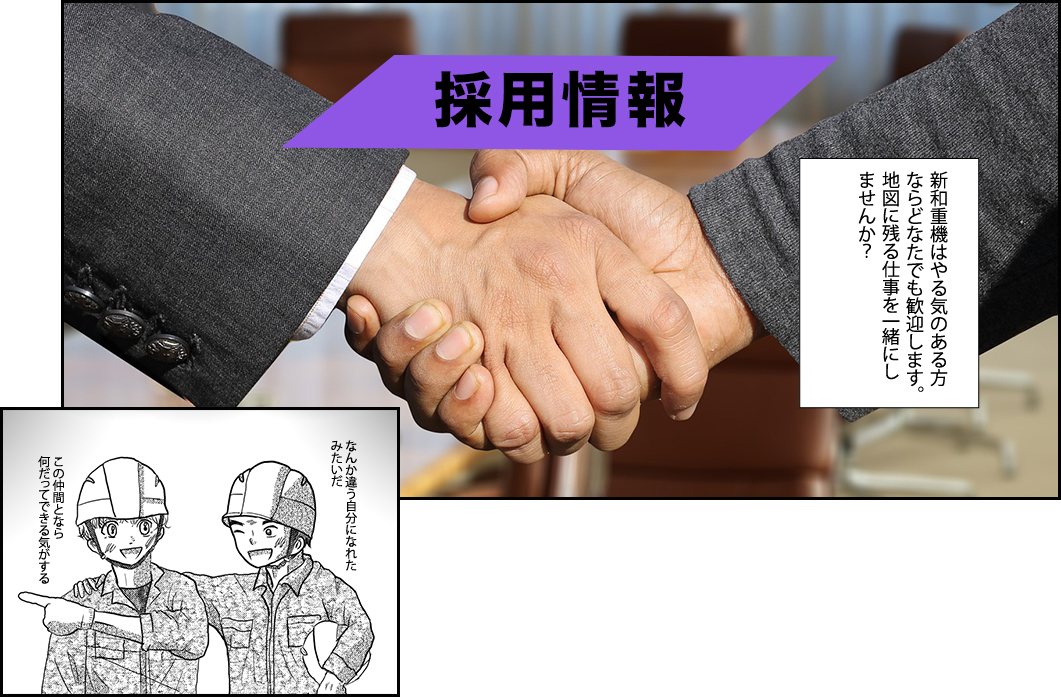 採用情報
新和重機はやる気のある方
ならどなたでも歓迎します。
地図に残る仕事を一緒にし
ませんか？
なんか違う自分になれた
みたいだ
この仲間となら
何だってできる気がする